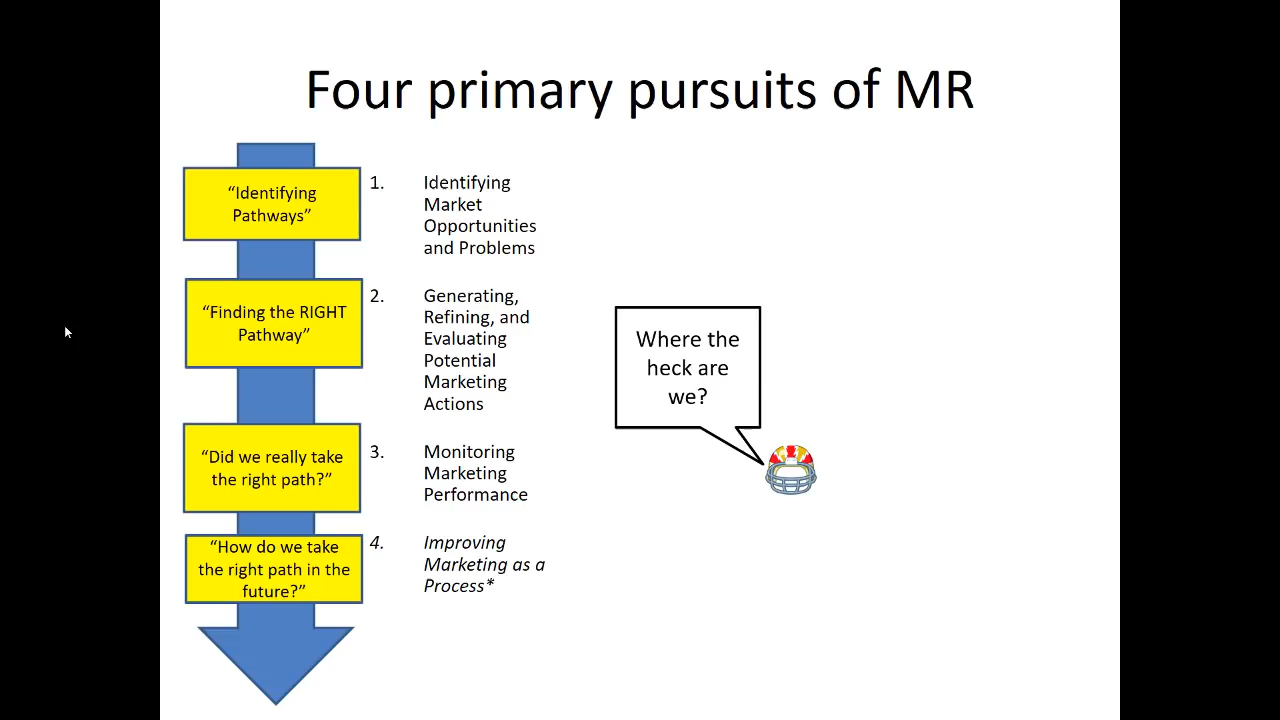 Four primary pursuits of MR
“Identifying
Pathways”
1. Identifying
Market
Opportunities
and Problems
“Finding the RIGHT
Pathway”
2. Generating,
Refining, and
Evaluating
Potential
Marketing
Actions
Where the
heck are
we?
“Did we really take
the right path?”
3. Monitoring
Marketing
Performance
“How do we take
the right path in the
future?”
4. Improving
Marketing as a
Process*